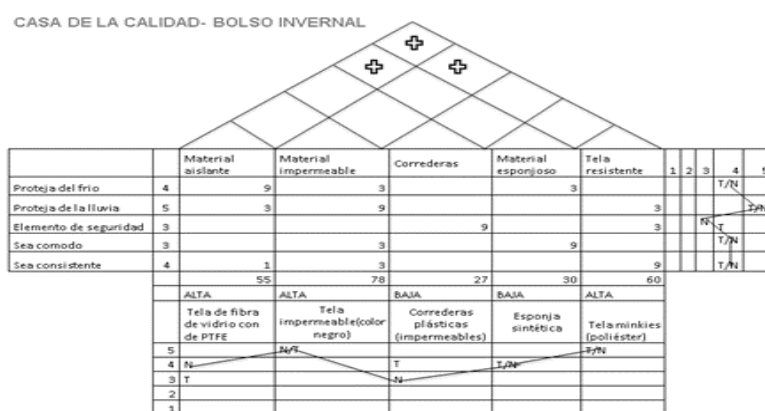 CASA DE LA CALIDAD- BOLSO INVERNAL
Material aislante Material impermeable Correderas Material esponjoso Tela resistente 1 2 3 4 5
Proteja del frio 4 9 3 3 T/N
Proteja de la lluvia 5 3 9 3 T/N
Elemento de seguridad 3 9 3 N T
Sea comodo 3 3 9 T/N
Sea consistente 4 1 3 9 T/N
55 78 27 30 60
ALTA ALTA BAJA BAJA ALTA
Tela de fibra de vidrio con de PTFE Tela impermeable(color negro) Correderas plásticas (impermeables) Esponja sintética Tela minkies (poliéster)
5 N/T T/N
4 N T T/N
3 T N
2
1